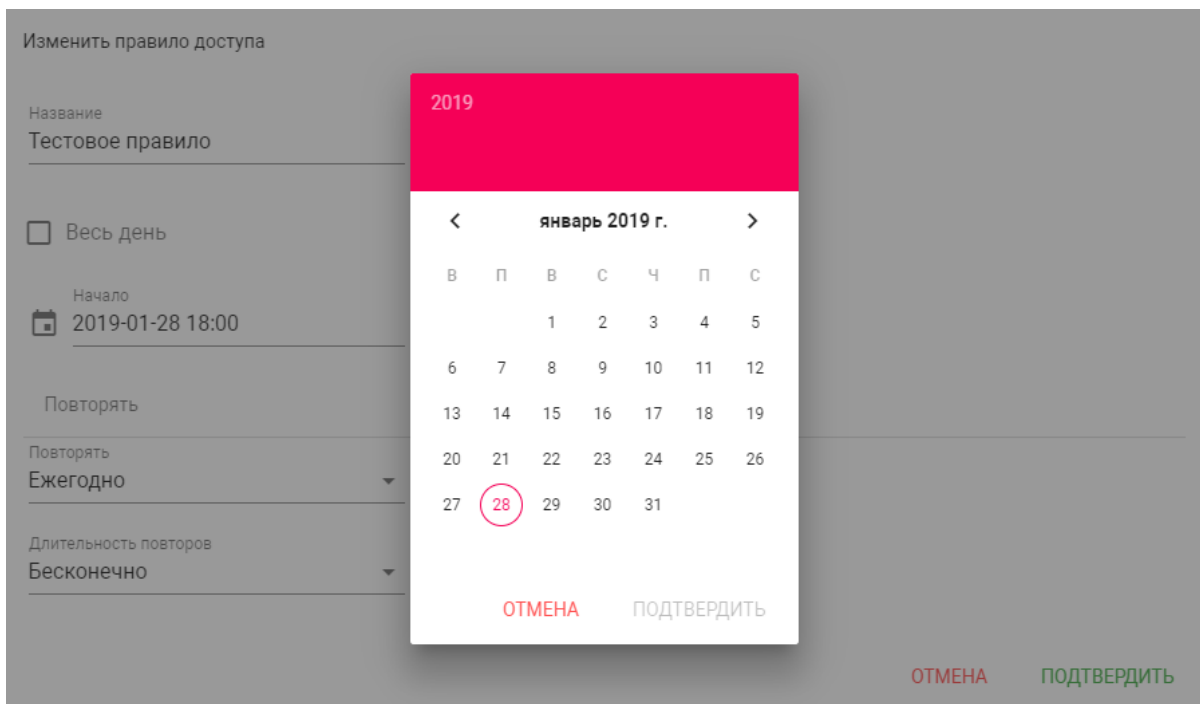 Изменить правило доступа
Название
Тестовое правило
Весь день
Начало
2019-01-28 18:00
Повторять
Повторять
Ежегодно
Длительность повторов
Бесконечно
2019
январь 2019 г.
В П В С Ч П С
1 2 3 4 5
6 7 8 9 10 11 12
13 14 15 16 17 18 19
20 21 22 23 24 25 26
27 28 29 30 31
ОТМЕНА ПОДТВЕРДИТЬ
ОТМЕНА ПОДТВЕРДИТЬ